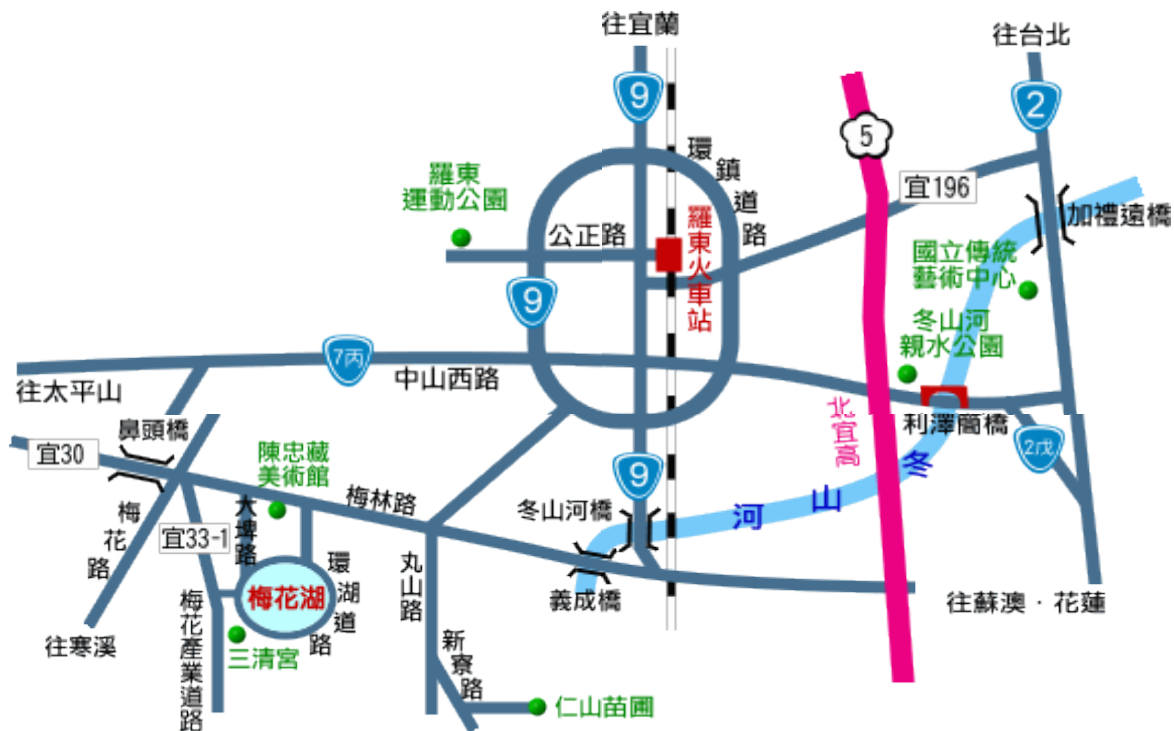 往宜蘭
往台北
9
2
5
環鎮道路
羅東
運動公園
宜196
加禮遠橋
公正路
羅東火車站
國立傳統
藝術中心
9
冬山河
親水公園
7丙
中山西路
往太平山
北宜高
利澤簡橋
鼻頭橋
宜30
陳忠藏
美術館
2戊
9
梅林路
冬山河
冬山河橋
大埤路
梅花路
宜33-1
丸山路
義成橋
環湖道路
梅花湖
往蘇澳．花蓮
梅花產業道路
往寒溪
三清宮
新寮路
仁山苗圃